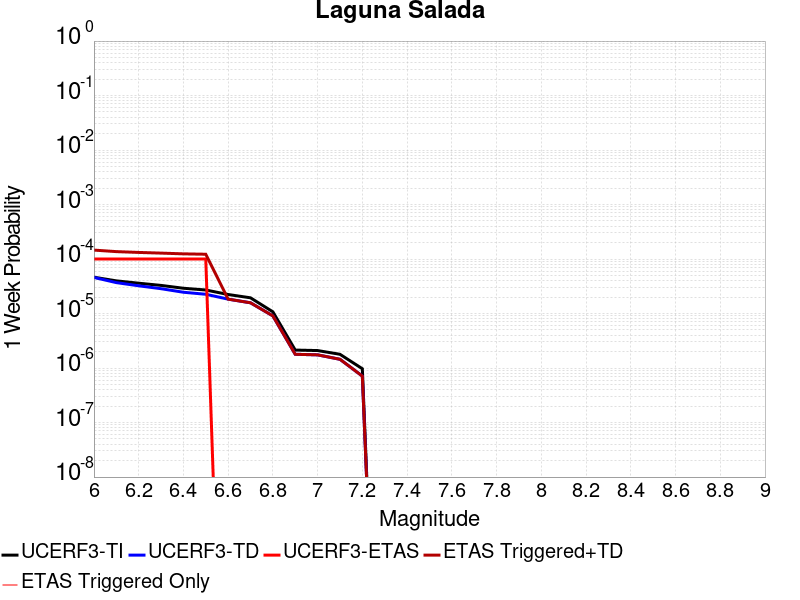 Laguna Salada
1 Week Probability
10^0
10^-1
10^-2
10^-3
10^-4
10^-5
10^-6
10^-7
10^-8
6 6.2 6.4 6.6 6.8 7 7.2 7.4 7.6 7.8 8 8.2 8.4 8.6 8.8 9
Magnitude
UCERF3-TI UCERF3-TD UCERF3-ETAS ETAS Triggered+TD
ETAS Triggered Only